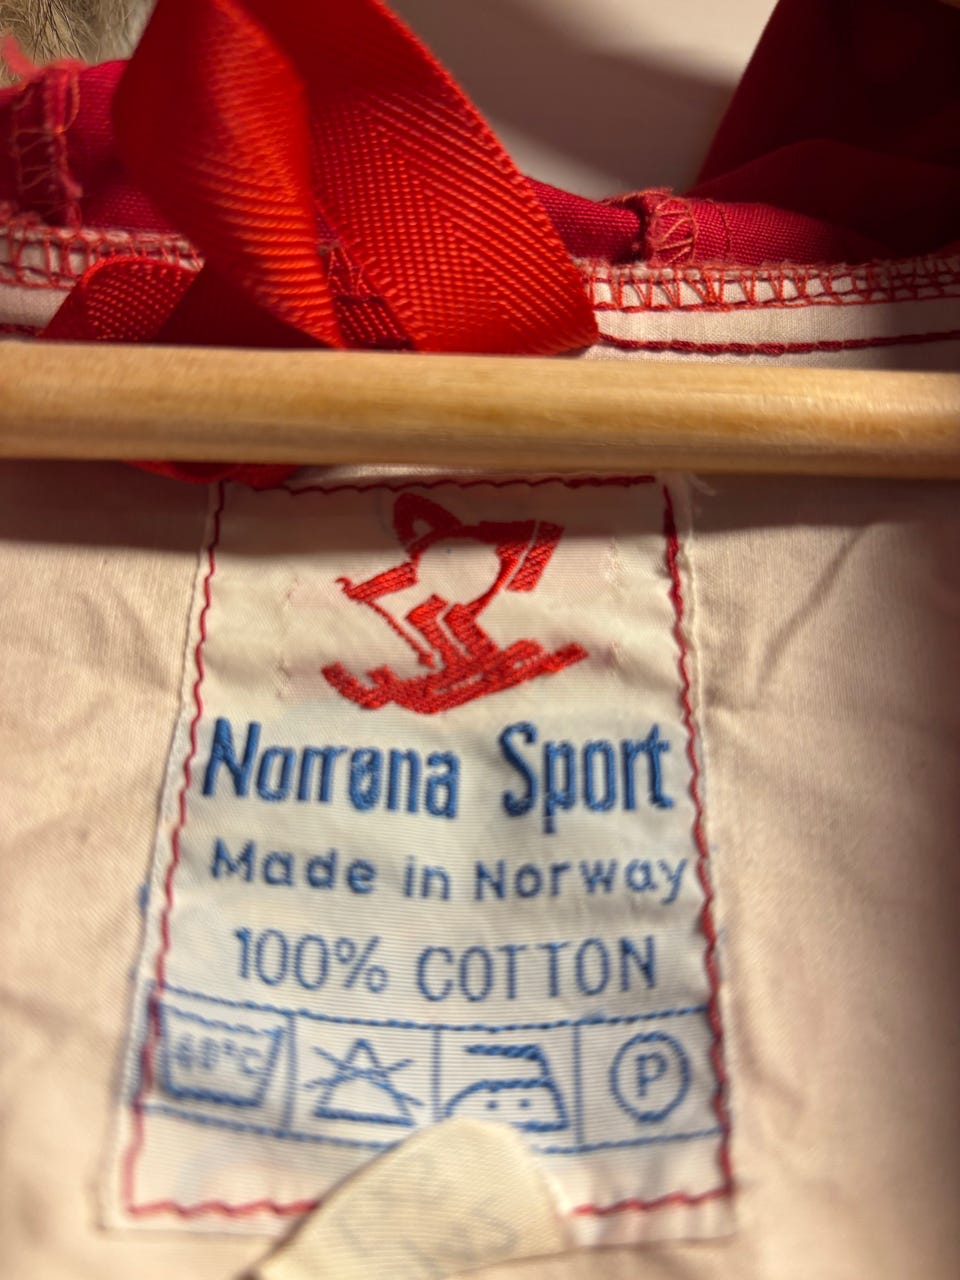 Norrøna Sport
Made in Norway
100% COTTON
P